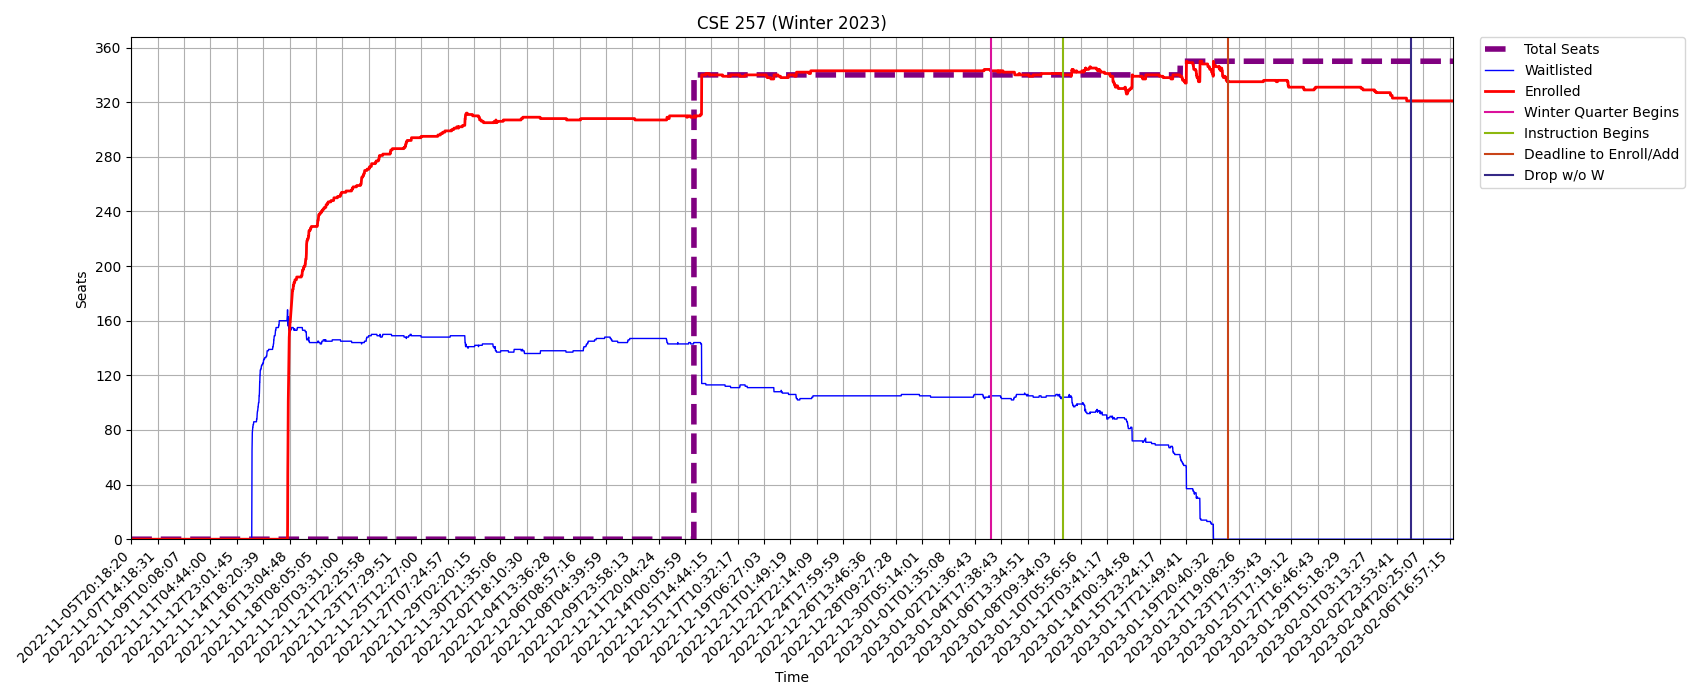 CSE 257 (Winter 2023)
Seats
360
320
280
240
200
160
120
80
40
0
Total Seats
Waitlisted
Enrolled
Winter Quarter Begins
Instruction Begins
Deadline to Enroll/Add
Drop w/o W
2022-11-05T20:18:20
2022-11-07T14:18:31
2022-11-09T10:08:07
2022-11-11T04:44:00
2022-11-12T23:01:45
2022-11-14T18:20:39
2022-11-16T13:04:48
2022-11-18T08:05:05
2022-11-20T03:31:00
2022-11-21T22:25:58
2022-11-23T17:29:51
2022-11-25T12:27:00
2022-11-27T07:24:57
2022-11-29T02:20:15
2022-11-30T21:35:06
2022-12-02T18:10:30
2022-12-04T13:36:28
2022-12-06T08:57:16
2022-12-08T04:39:59
2022-12-09T23:58:13
2022-12-11T20:04:24
2022-12-14T00:05:59
2022-12-15T14:44:15
2022-12-17T10:32:17
2022-12-19T06:27:03
2022-12-21T01:49:19
2022-12-22T22:14:09
2022-12-24T17:59:59
2022-12-26T13:46:36
2022-12-28T09:27:28
2022-12-30T05:14:01
2023-01-01T01:35:08
2023-01-02T21:36:43
2023-01-04T17:38:43
2023-01-06T13:34:51
2023-01-08T09:34:03
2023-01-10T05:56:56
2023-01-12T03:41:17
2023-01-14T00:34:58
2023-01-15T23:24:17
2023-01-17T21:49:41
2023-01-19T20:40:32
2023-01-21T19:08:26
2023-01-23T17:35:43
2023-01-25T17:19:12
2023-01-27T16:46:43
2023-01-29T15:18:29
2023-02-01T03:13:27
2023-02-02T23:53:41
2023-02-04T20:25:07
2023-02-06T16:57:15
Time